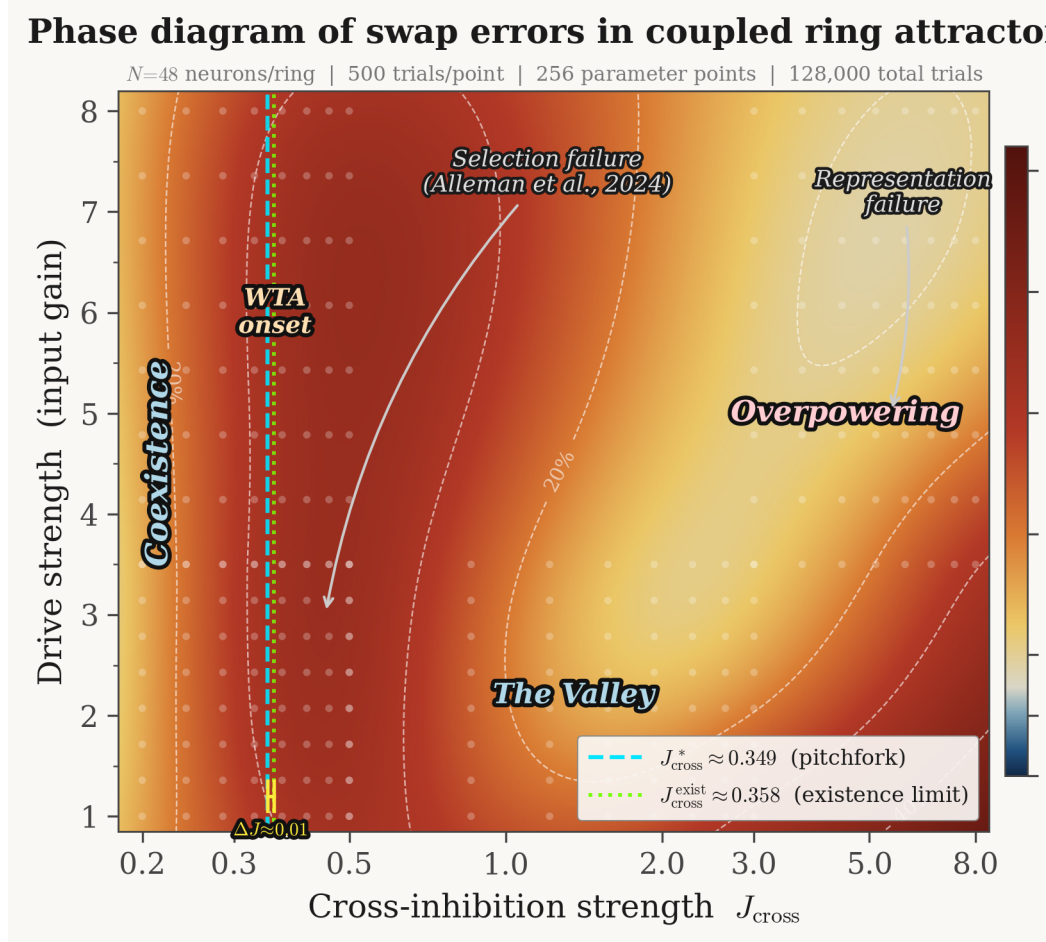 Phase diagram of swap errors in coupled ring attracto
N=48 neurons/ring | 500 trials/point | 256 parameter points | 128,000 total trials
8
7
6
5
4
3
2
1
Drive strength (input gain)
Selection failure
(Alleman et al., 2024)
Representation
failure
WTA
onset
Coexistence
20%
Overpowering
20%
The Valley
J*cross ≈ 0.349 (pitchfork)
J^exist_cross ≈ 0.358 (existence limit)
ΔJ≈0.01
0.2 0.3 0.5 1.0 2.0 3.0 5.0 8.0
Cross-inhibition strength Jcross